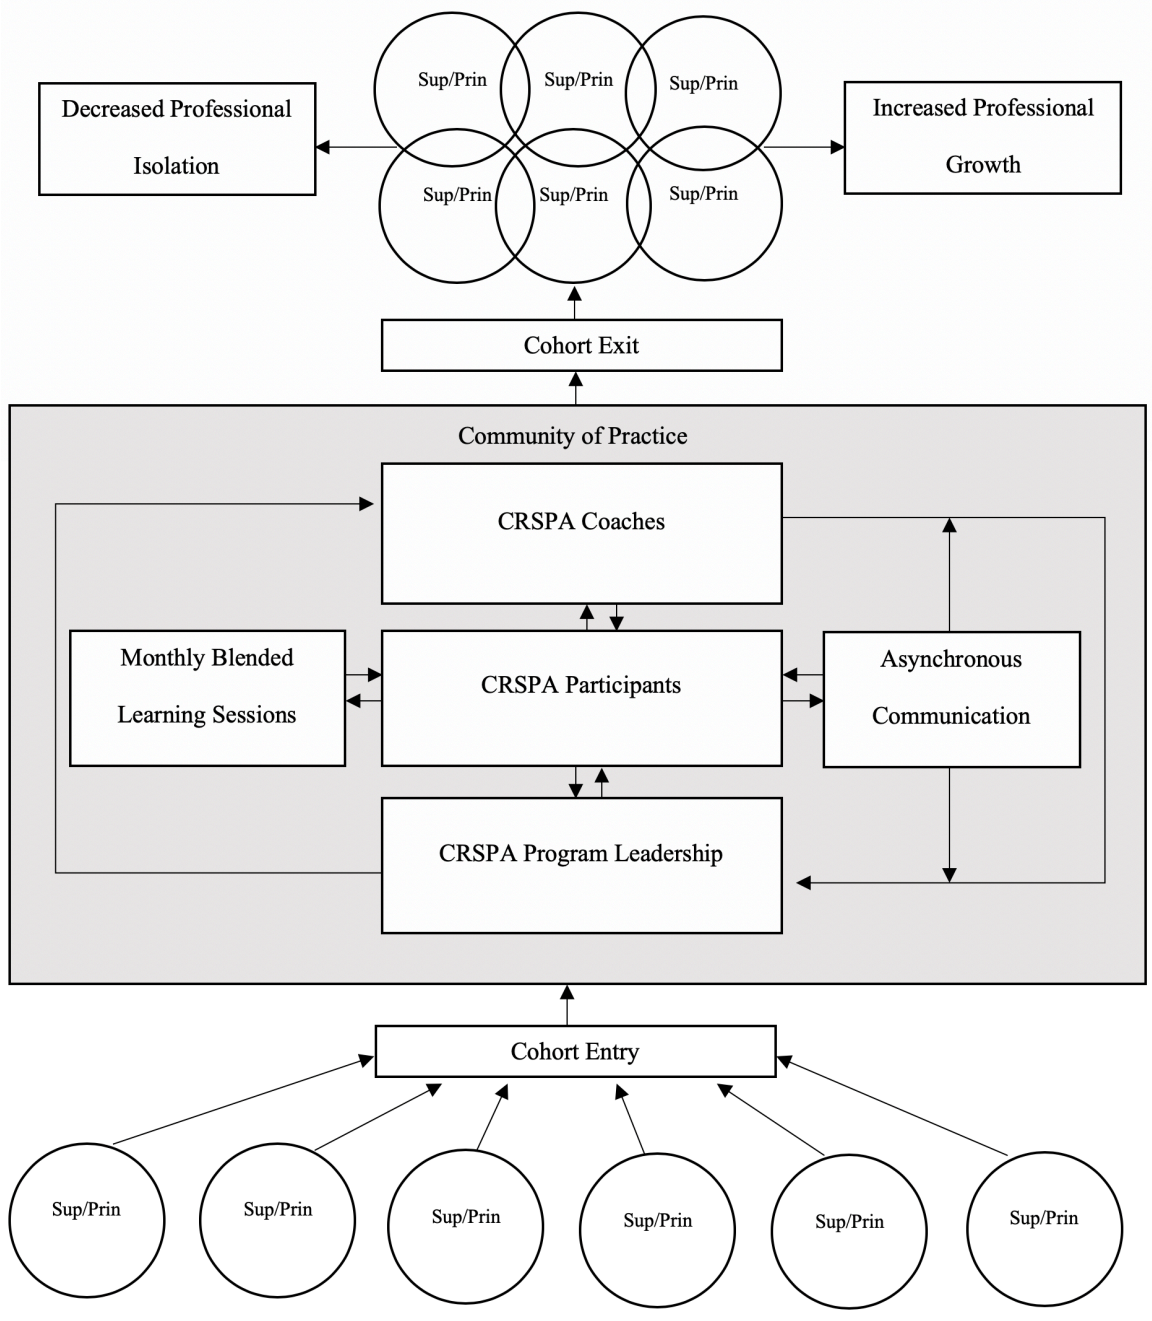 Sup/Prin
Sup/Prin
Sup/Prin
Decreased Professional
Isolation
Increased Professional
Growth
Sup/Prin
Sup/Prin
Sup/Prin
Cohort Exit
Community of Practice
CRSPA Coaches
Monthly Blended
Learning Sessions
CRSPA Participants
Asynchronous
Communication
CRSPA Program Leadership
Cohort Entry
Sup/Prin
Sup/Prin
Sup/Prin
Sup/Prin
Sup/Prin
Sup/Prin